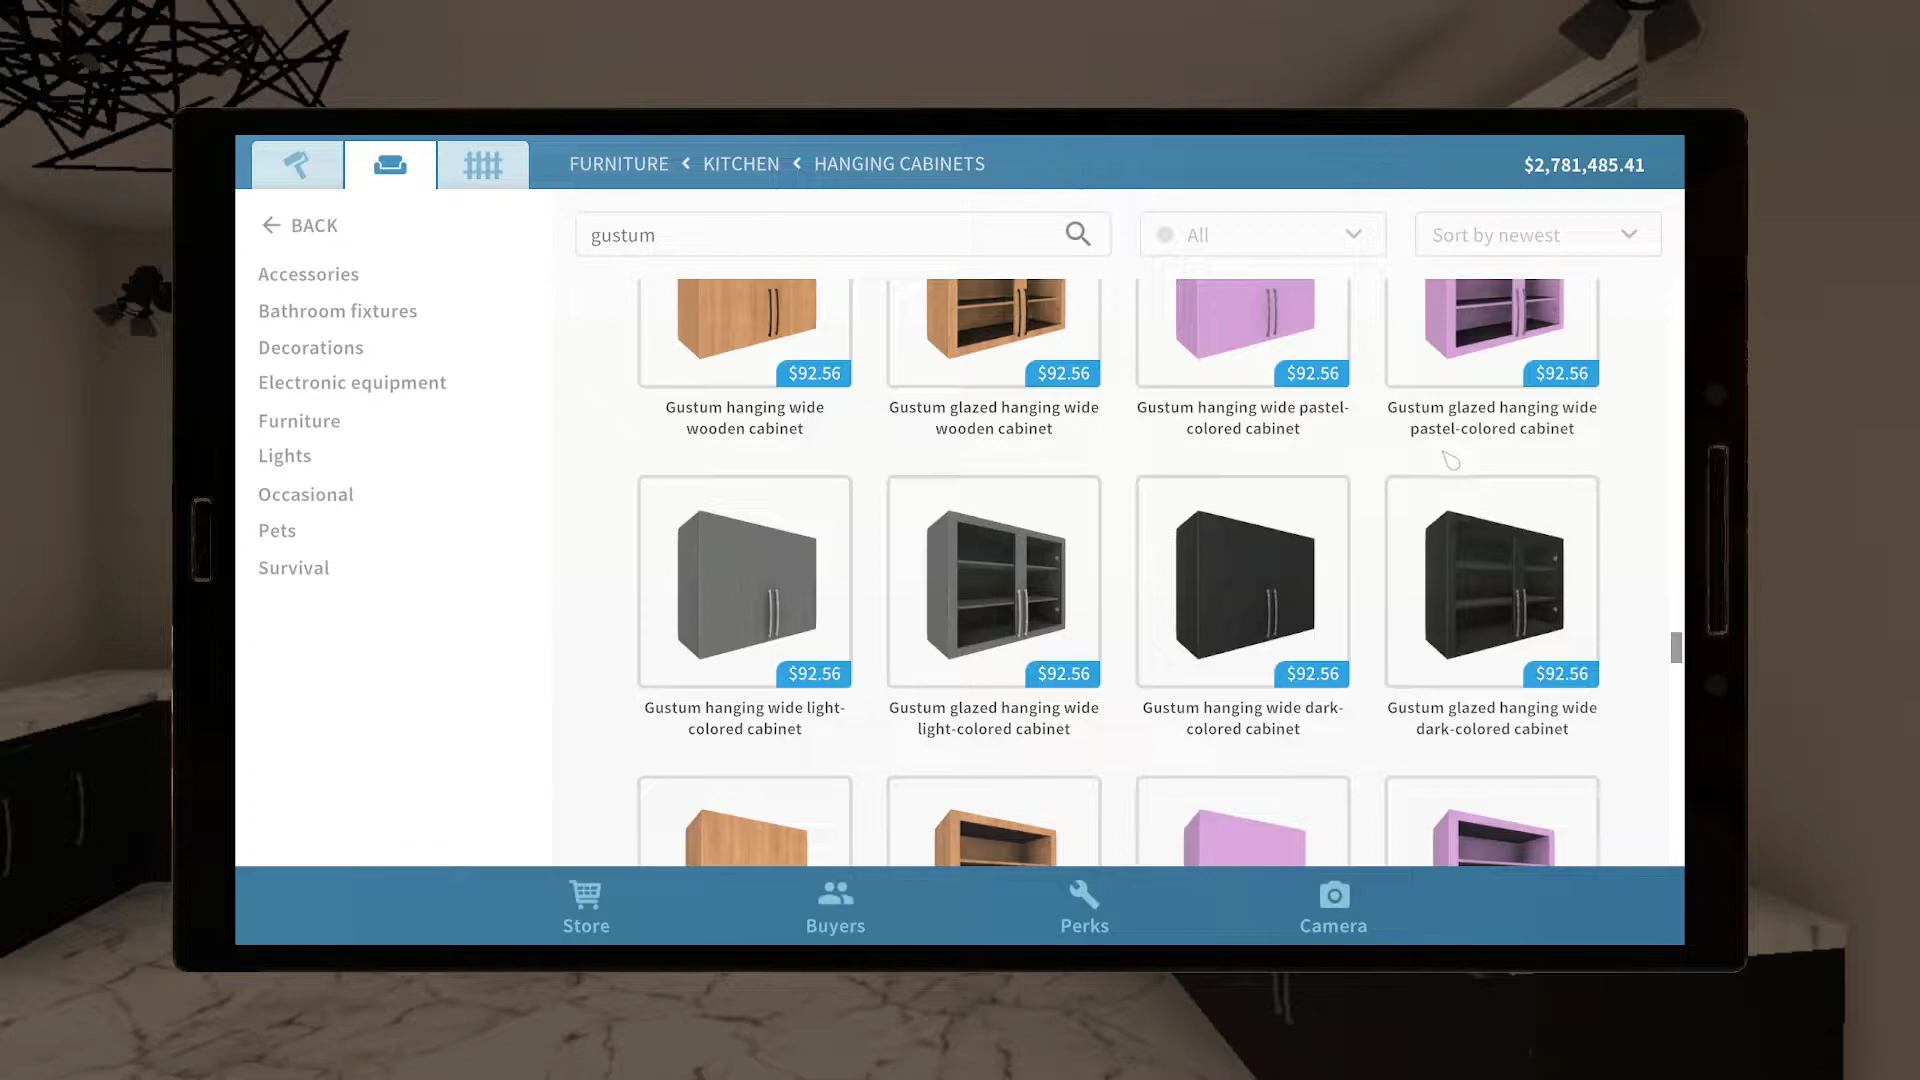 FURNITURE < KITCHEN < HANGING CABINETS
$2,781,485.41
BACK
gustum
All
Sort by newest
Accessories
Bathroom fixtures
Decorations
Electronic equipment
Furniture
Lights
Occasional
Pets
Survival
$92.56
$92.56
$92.56
$92.56
Gustum hanging wide
wooden cabinet
Gustum glazed hanging wide
wooden cabinet
Gustum hanging wide pastel-
colored cabinet
Gustum glazed hanging wide
pastel-colored cabinet
$92.56
$92.56
$92.56
$92.56
Gustum hanging wide light-
colored cabinet
Gustum glazed hanging wide
light-colored cabinet
Gustum hanging wide dark-
colored cabinet
Gustum glazed hanging wide
dark-colored cabinet
Store
Buyers
Perks
Camera